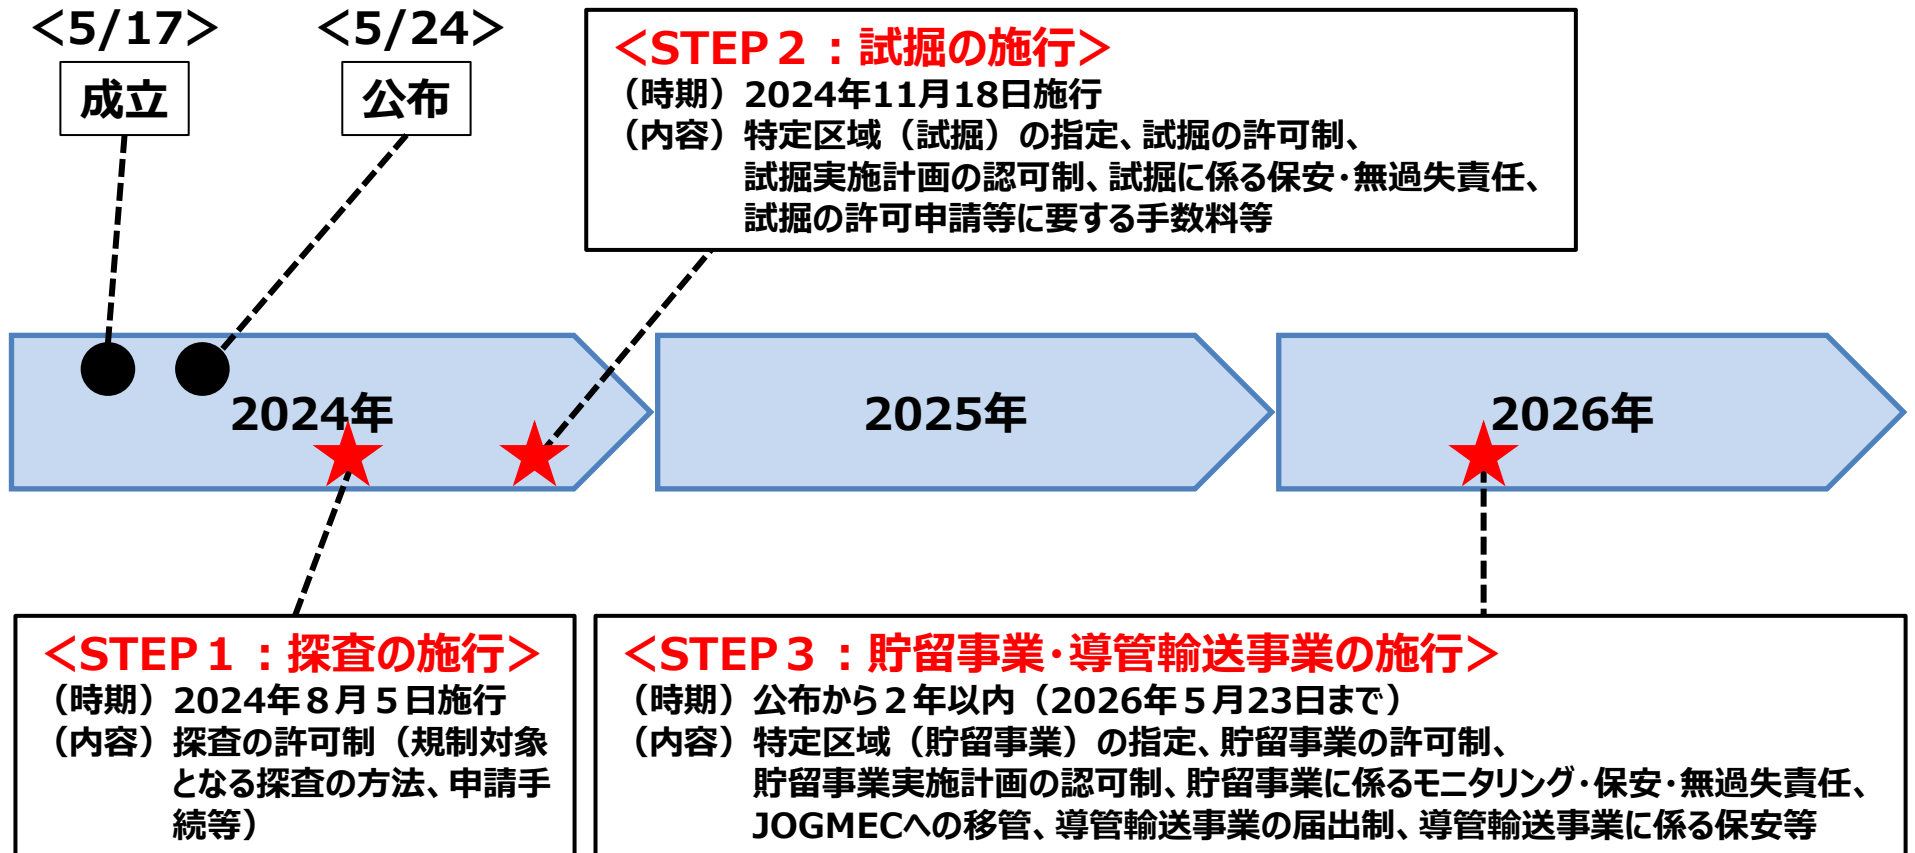 <5/17>
成立
<5/24>
公布
<STEP２：試掘の施行>
（時期）2024年11月18日施行
（内容）特定区域（試掘）の指定、試掘の許可制、
試掘実施計画の認可制、試掘に係る保安・無過失責任、
試掘の許可申請等に要する手数料等
2024年
2025年
2026年
<STEP１：探査の施行>
（時期）2024年８月５日施行
（内容）探査の許可制（規制対象
となる探査の方法、申請手
続等）
<STEP３：貯留事業・導管輸送事業の施行>
（時期）公布から２年以内（2026年５月23日まで）
（内容）特定区域（貯留事業）の指定、貯留事業の許可制、
貯留事業実施計画の認可制、貯留事業に係るモニタリング・保安・無過失責任、
JOGMECへの移管、導管輸送事業の届出制、導管輸送事業に係る保安等